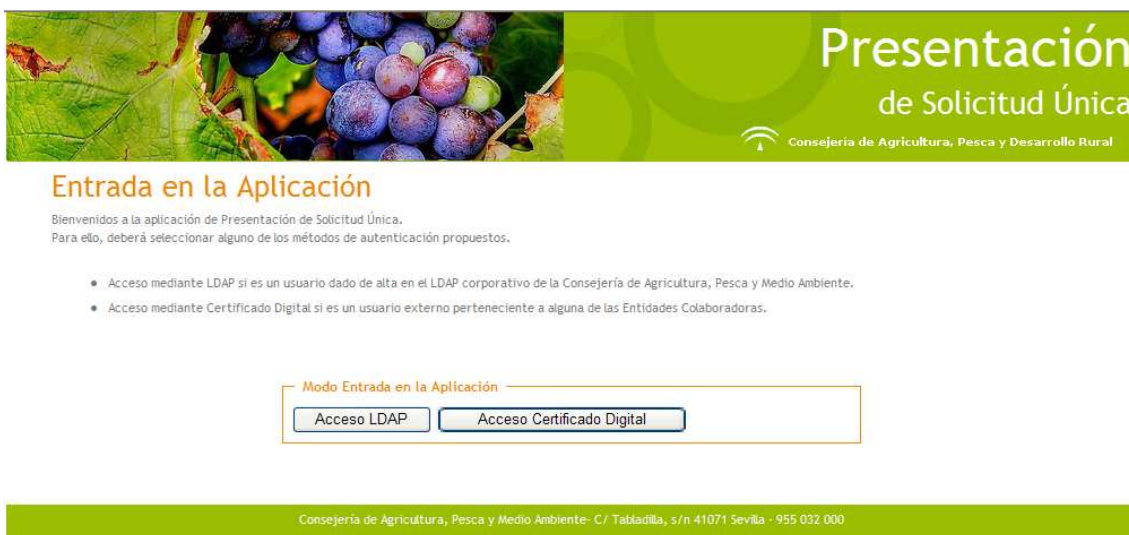 Presentación
de Solicitud Única
Consejería de Agricultura, Pesca y Desarrollo Rural
Entrada en la Aplicación
Bienvenidos a la aplicación de Presentación de Solicitud Única.
Para ello, deberá seleccionar alguno de los métodos de autenticación propuestos.
Acceso mediante LDAP si es un usuario dado de alta en el LDAP corporativo de la Consejería de Agricultura, Pesca y Medio Ambiente.
Acceso mediante Certificado Digital si es un usuario externo perteneciente a alguna de las Entidades Colaboradoras.
Modo Entrada en la Aplicación
Acceso LDAP Acceso Certificado Digital
Consejería de Agricultura, Pesca y Medio Ambiente- C/ Tabladilla, s/n 41071 Sevilla - 955 032 000